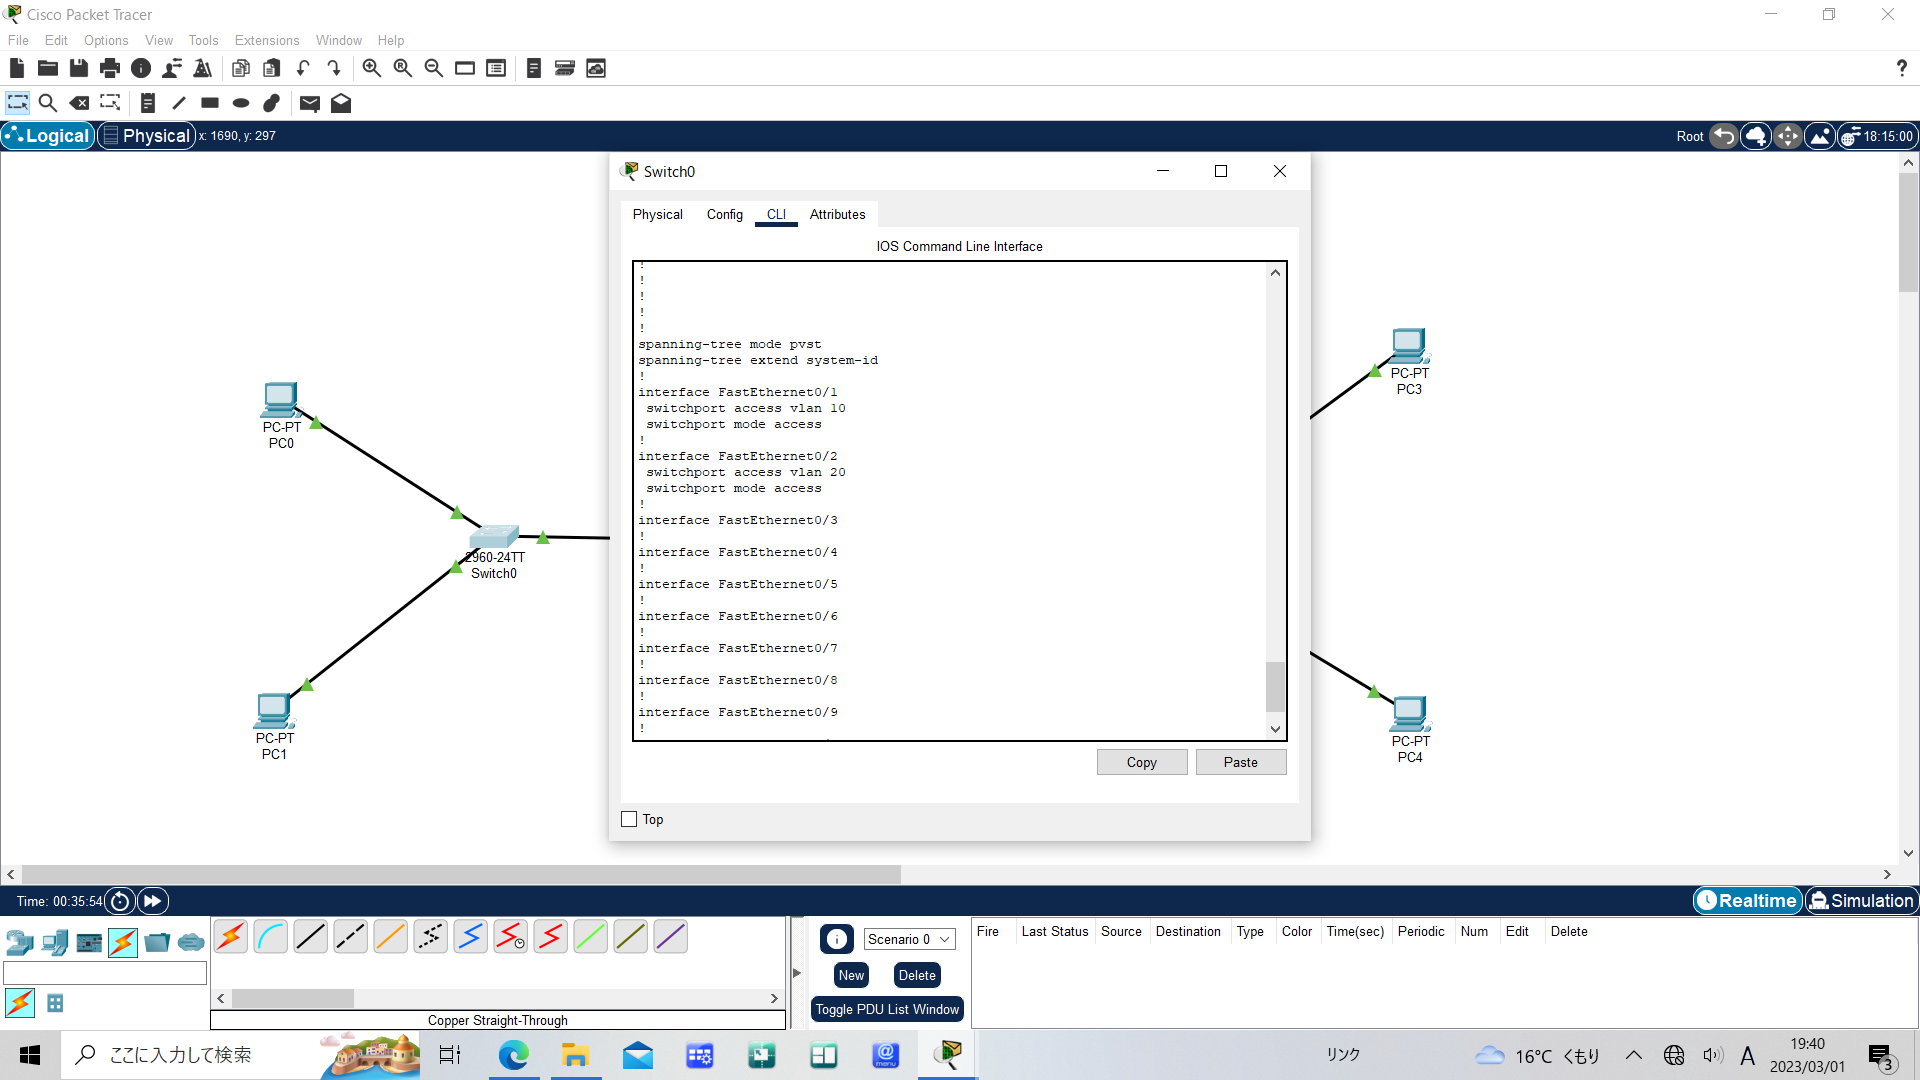 Cisco Packet Tracer
File Edit Options View Tools Extensions Window Help
?
Logical Physical x: 1690, y: 297
Root 18:15:00
Switch0
Physical Config CLI Attributes
IOS Command Line Interface
!
!
!
!
!
spanning-tree mode pvst
spanning-tree extend system-id
!
interface FastEthernet0/1
switchport access vlan 10
switchport mode access
!
interface FastEthernet0/2
switchport access vlan 20
switchport mode access
!
interface FastEthernet0/3
!
interface FastEthernet0/4
!
interface FastEthernet0/5
!
interface FastEthernet0/6
!
interface FastEthernet0/7
!
interface FastEthernet0/8
!
interface FastEthernet0/9
!
Copy Paste
Top
PC-PT
PC0
2960-24TT
Switch0
PC-PT
PC1
PC-PT
PC3
PC-PT
PC4
Time: 00:35:54
Realtime Simulation
Copper Straight-Through
Scenario 0
New Delete
Toggle PDU List Window
Fire Last Status Source Destination Type Color Time(sec) Periodic Num Edit Delete
ここに入力して検索
@
menu
リンク
16°C くもり
A
19:40
2023/03/01
3